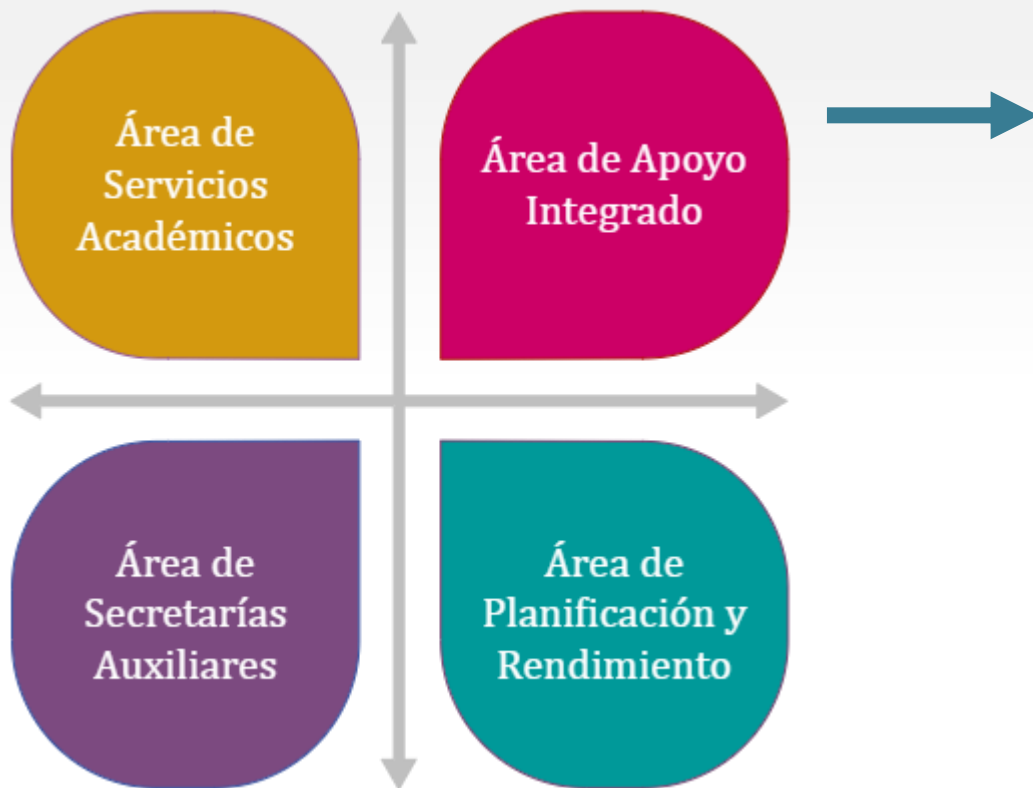 Área de
Servicios
Académicos
Área de Apoyo
Integrado
Área de
Secretarías
Auxiliares
Área de
Planificación y
Rendimiento